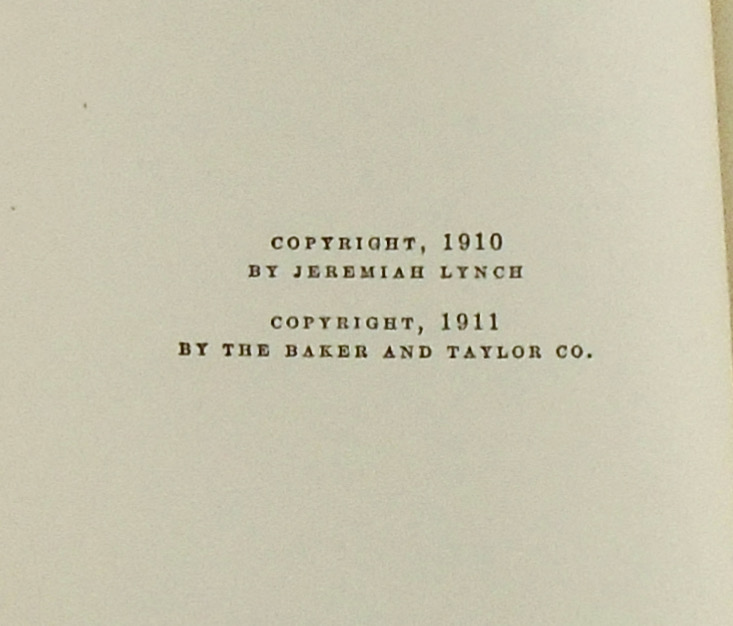 COPYRIGHT, 1910
BY JEREMIAH LYNCH
COPYRIGHT, 1911
BY THE BAKER AND TAYLOR CO.